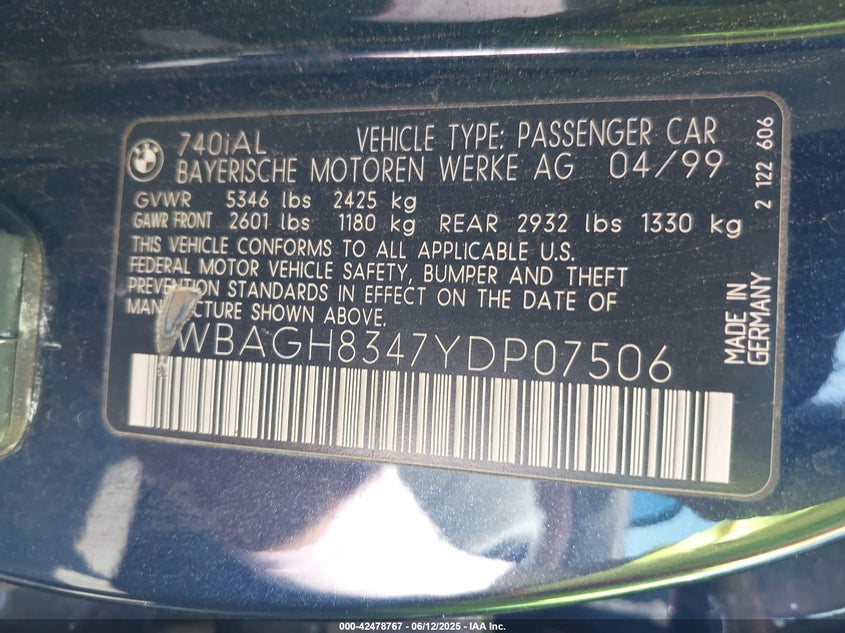 740iAL VEHICLE TYPE: PASSENGER CAR
BAYERISCHE MOTOREN WERKE AG 04/99
GVWR 5346 lbs 2425 kg
GAWR FRONT 2601 lbs 1180 kg REAR 2932 lbs 1330 kg
THIS VEHICLE CONFORMS TO ALL APPLICABLE U.S.
FEDERAL MOTOR VEHICLE SAFETY, BUMPER AND THEFT
PREVENTION STANDARDS IN EFFECT ON THE DATE OF
MANUFACTURE SHOWN ABOVE.
WBAGH8347YDP07506
MADE IN
GERMANY
2 122 606
BMW
000-42478767 - 06/12/2025 - IAA Inc.